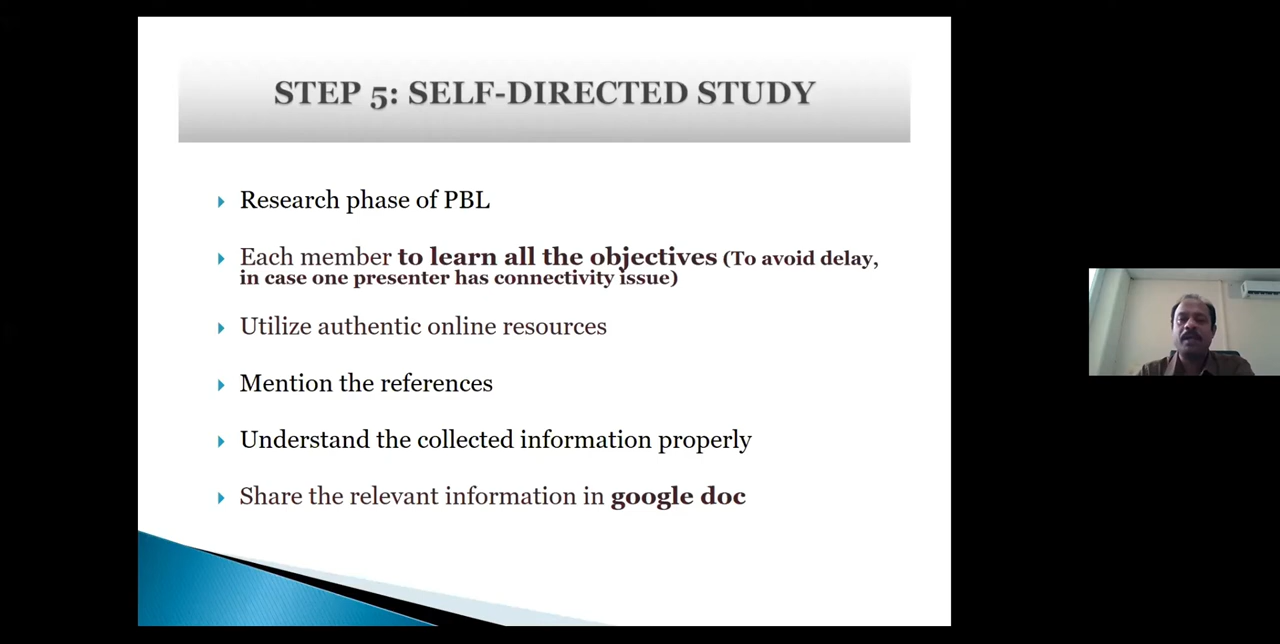 STEP 5: SELF-DIRECTED STUDY
Research phase of PBL
Each member to learn all the objectives (To avoid delay,
in case one presenter has connectivity issue)
Utilize authentic online resources
Mention the references
Understand the collected information properly
Share the relevant information in google doc